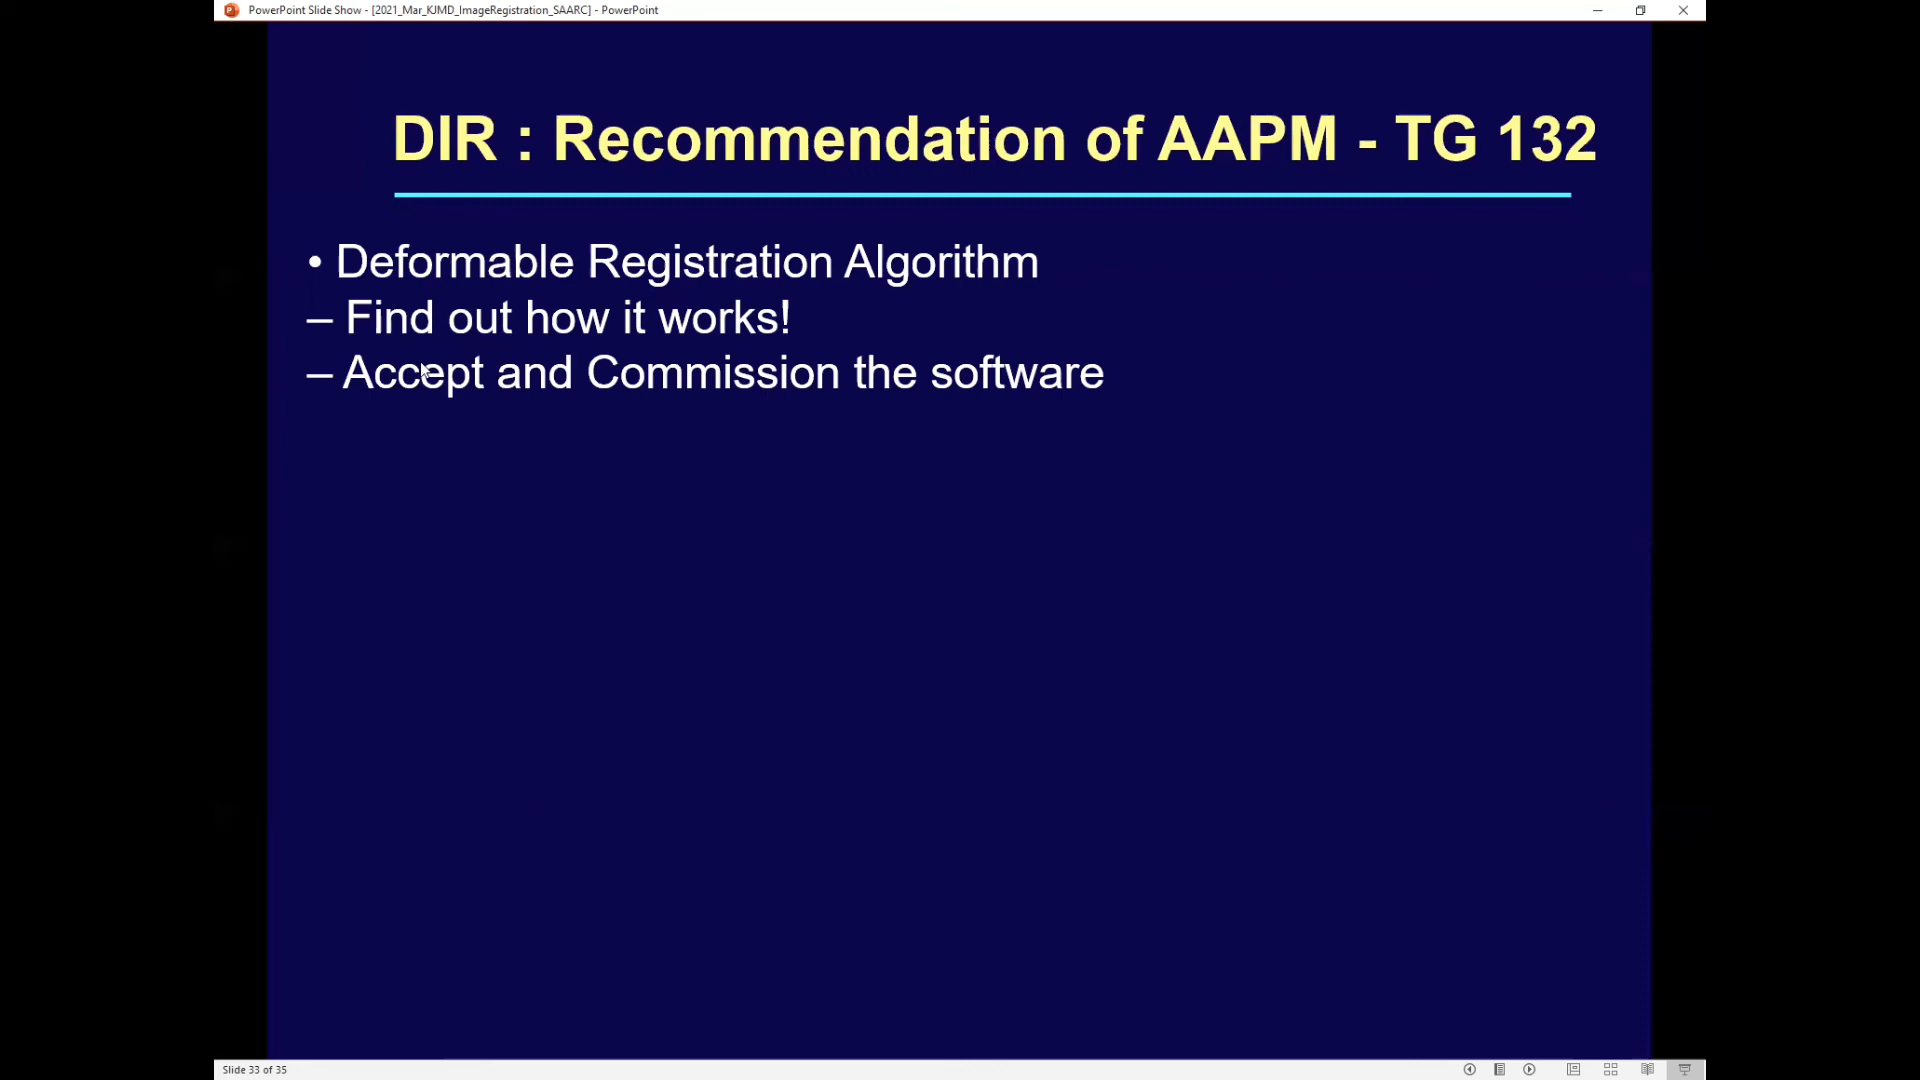 PowerPoint Slide Show - [2021_Mar_KJMD_ImageRegistration_SAARC] - PowerPoint
DIR : Recommendation of AAPM - TG 132
• Deformable Registration Algorithm
– Find out how it works!
– Accept and Commission the software
Slide 33 of 35